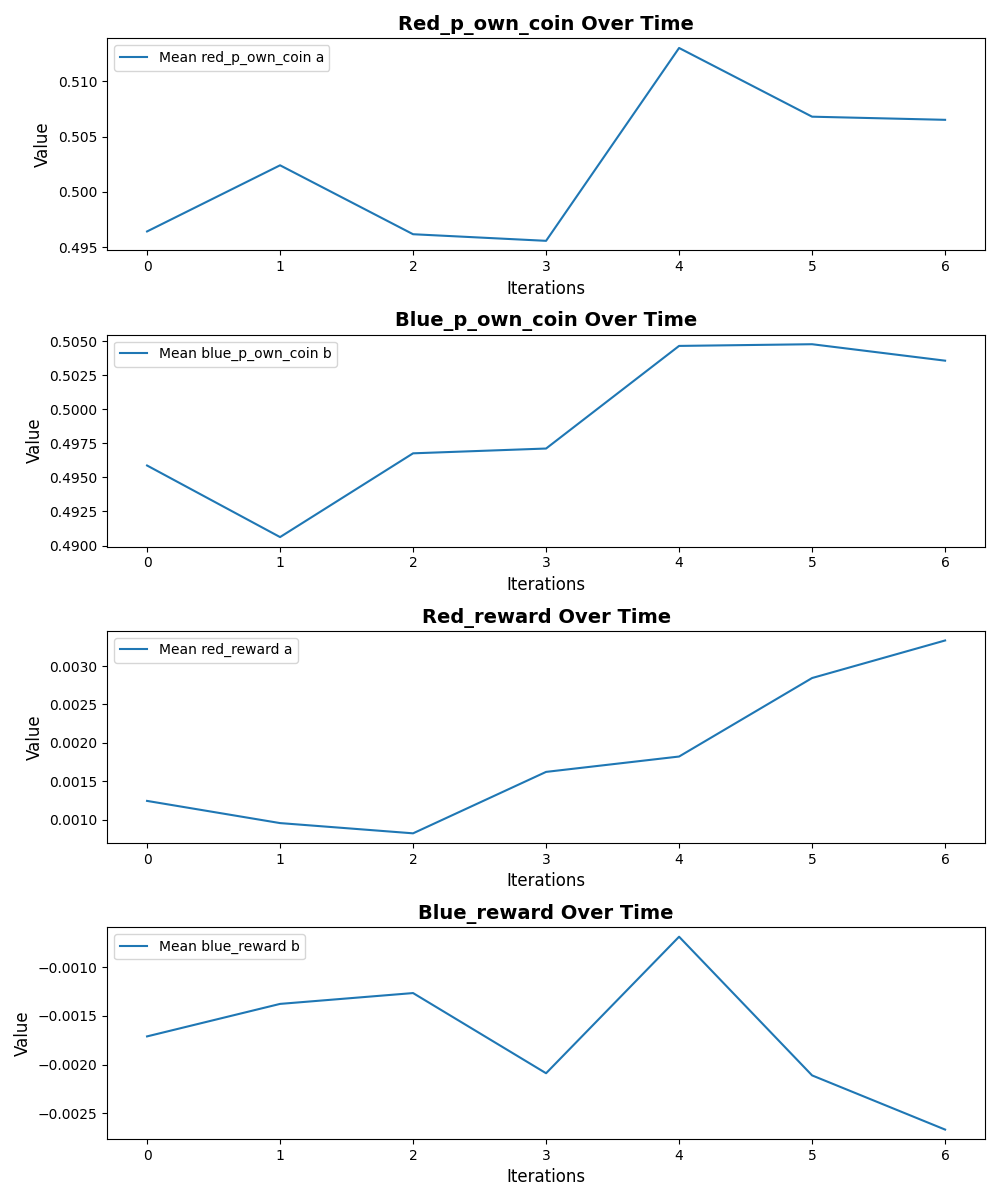 Red_p_own_coin Over Time
Mean red_p_own_coin a
Value
0.510
0.505
0.500
0.495
0 1 2 3 4 5 6
Iterations
Blue_p_own_coin Over Time
Mean blue_p_own_coin b
Value
0.5050
0.5025
0.5000
0.4975
0.4950
0.4925
0.4900
0 1 2 3 4 5 6
Iterations
Red_reward Over Time
Mean red_reward a
Value
0.0030
0.0025
0.0020
0.0015
0.0010
0 1 2 3 4 5 6
Iterations
Blue_reward Over Time
Mean blue_reward b
Value
−0.0010
−0.0015
−0.0020
−0.0025
0 1 2 3 4 5 6
Iterations